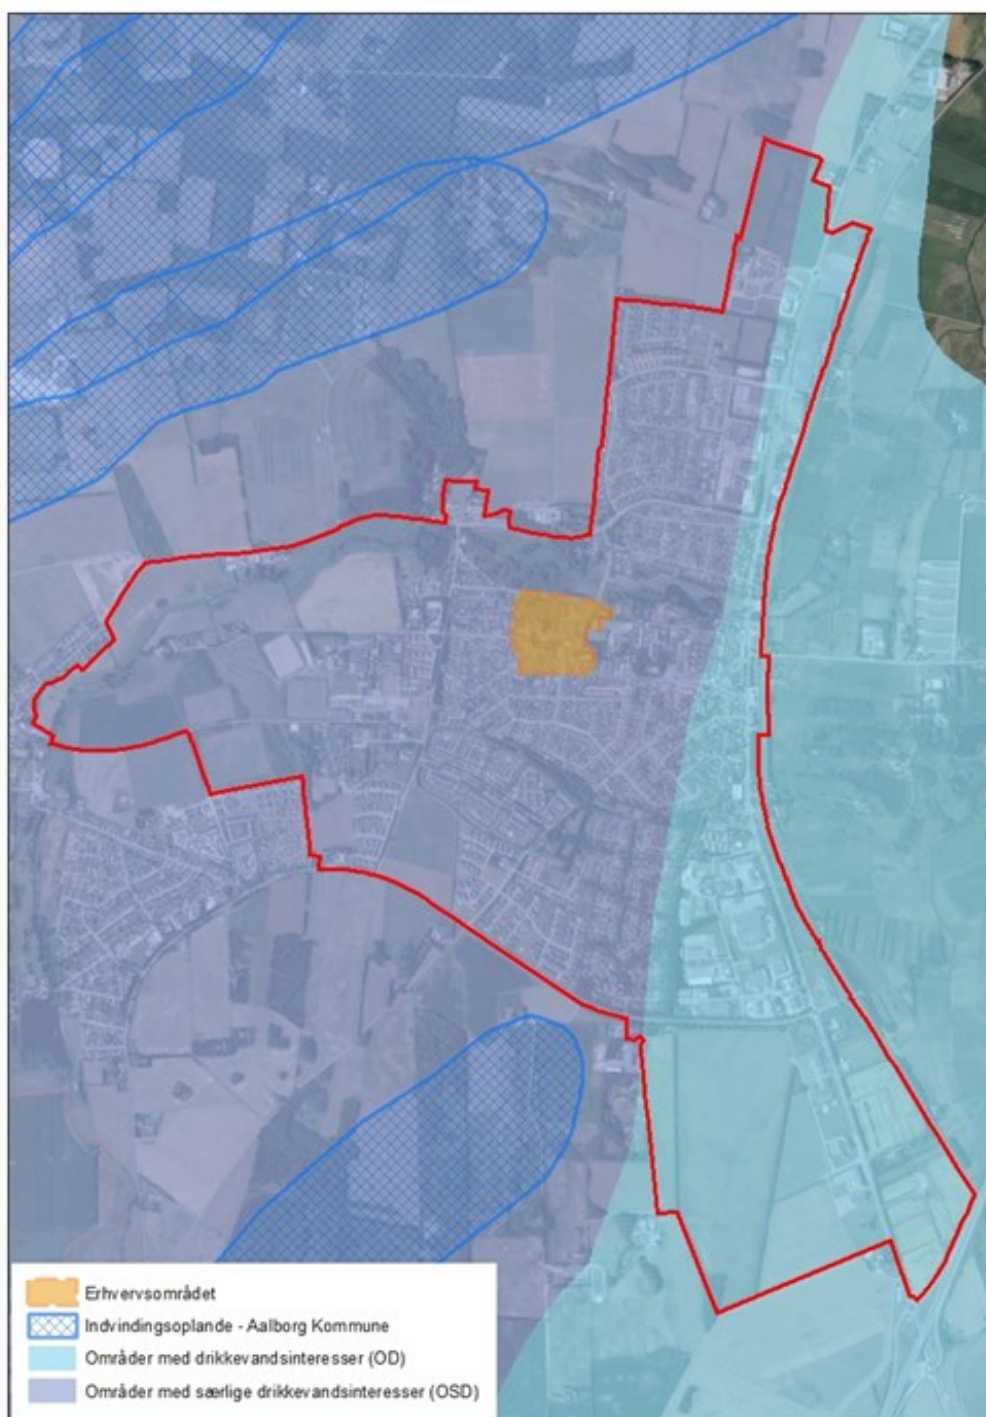 Erhvervsområdet
Indvindingsoplande - Aalborg Kommune
Områder med drikkevandsinteresser (OD)
Områder med særlige drikkevandsinteresser (OSD)